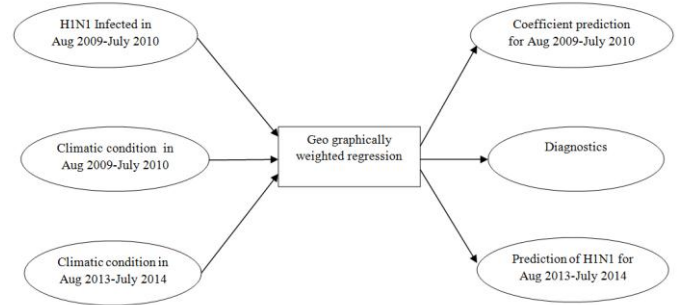 H1N1 Infected in
Aug 2009-July 2010
Coefficient prediction
for Aug 2009-July 2010
Climatic condition in
Aug 2009-July 2010
Geo graphically
weighted regression
Diagnostics
Climatic condition in
Aug 2013-July 2014
Prediction of H1N1 for
Aug 2013-July 2014